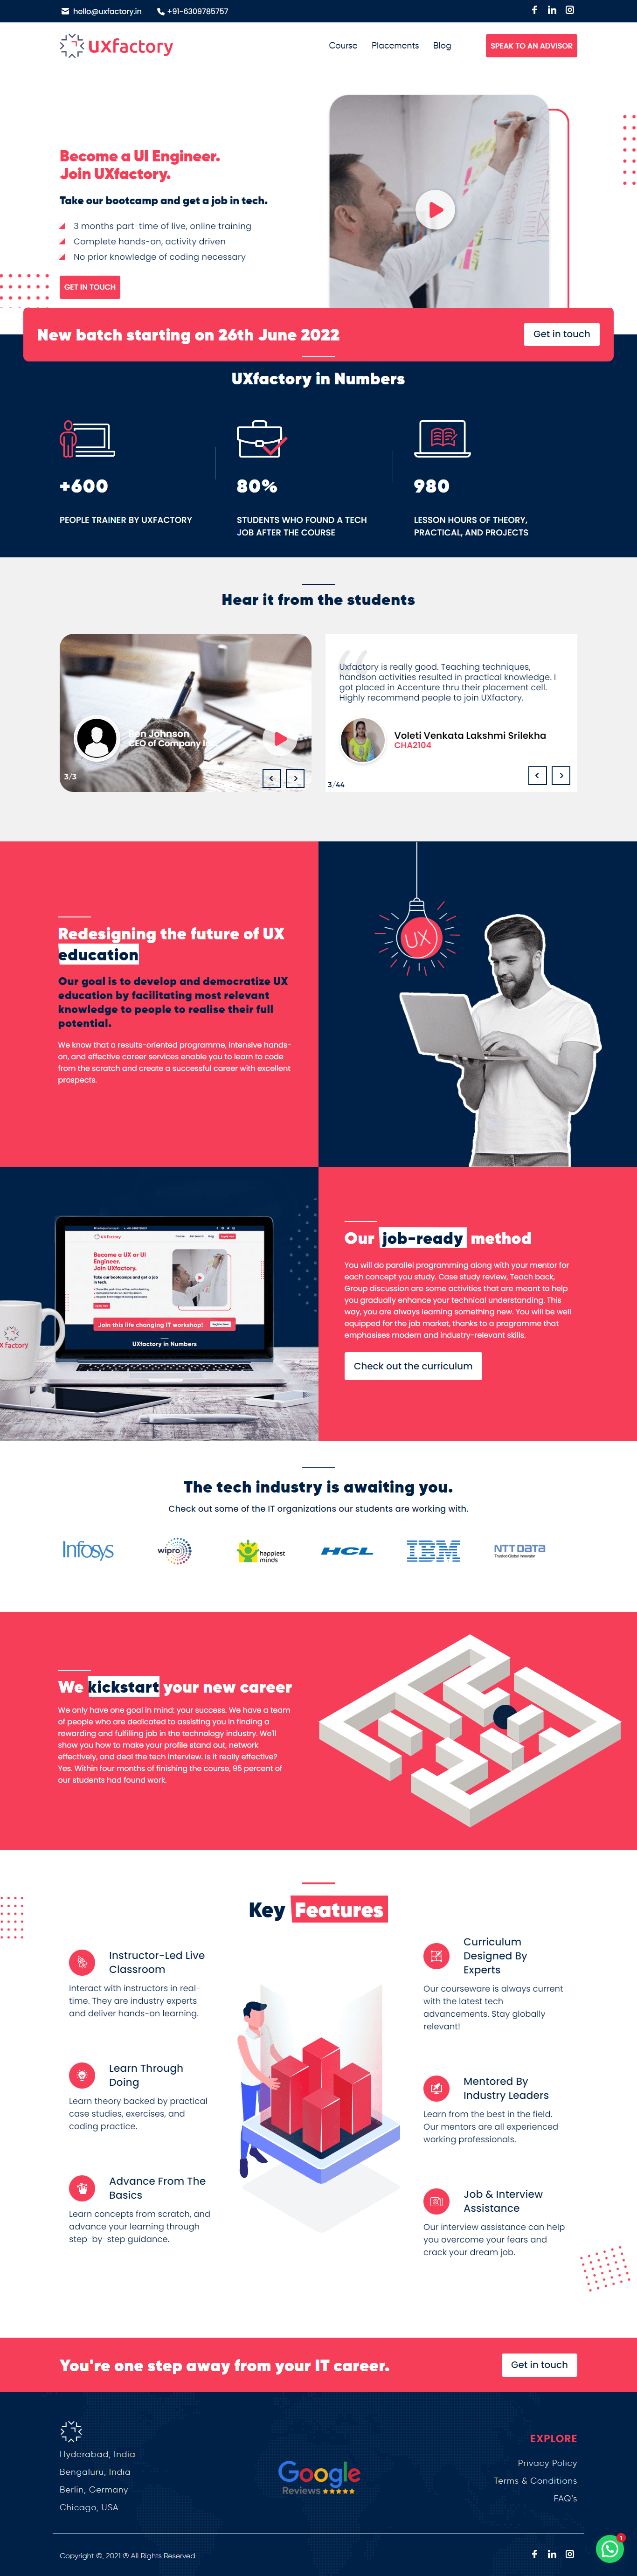 hello@uxfactory.in +91-6309785757
UXfactory
Course Placements Blog SPEAK TO AN ADVISOR
Become a UI Engineer.
Join UXfactory.
Take our bootcamp and get a job in tech.
3 months part-time of live, online training
Complete hands-on, activity driven
No prior knowledge of coding necessary
GET IN TOUCH
New batch starting on 26th June 2022
Get in touch
UXfactory in Numbers
+600
PEOPLE TRAINER BY UXFACTORY
80%
STUDENTS WHO FOUND A TECH
JOB AFTER THE COURSE
980
LESSON HOURS OF THEORY,
PRACTICAL, AND PROJECTS
Hear it from the students
Ben Johnson
CEO of Company
3/3
Uxfactory is really good. Teaching techniques,
handson activities resulted in practical knowledge. I
got placed in Accenture thru their placement cell.
Highly recommend people to join UXfactory.
Voleti Venkata Lakshmi Srilekha
CHA2104
3/44
Redesigning the future of UX
education
Our goal is to develop and democratize UX
education by facilitating most relevant
knowledge to people to realise their full
potential.
We know that a results-oriented programme, intensive hands-
on, and effective career services enable you to learn to code
from the scratch and create a successful career with excellent
prospects.
UX
UXfactory
Become a UX or UI
Engineer.
Join UXfactory.
Take our bootcamps and get a job
in tech.
Join this life changing IT workshop!
UXfactory in Numbers
X factory
Our job-ready method
You will do parallel programming along with your mentor for
each concept you study. Case study review, Teach back,
Group discussion are some activities that are meant to help
you gradually enhance your technical understanding. This
way, you are always learning something new. You will be well
equipped for the job market, thanks to a programme that
emphasises modern and industry-relevant skills.
Check out the curriculum
The tech industry is awaiting you.
Check out some of the IT organizations our students are working with.
Infosys
wipro
happiest
minds
HCL
IBM
NTT DATA
Trusted Global Innovator
We kickstart your new career
We only have one goal in mind: your success. We have a team
of people who are dedicated to assisting you in finding a
rewarding and fulfilling job in the technology industry. We'll
show you how to make your profile stand out, network
effectively, and deal the tech interview. Is it really effective?
Yes. Within four months of finishing the course, 95 percent of
our students had found work.
Key Features
Instructor-Led Live
Classroom
Interact with instructors in real-
time. They are industry experts
and deliver hands-on learning.
Learn Through
Doing
Learn theory backed by practical
case studies, exercises, and
coding practice.
Advance From The
Basics
Learn concepts from scratch, and
advance your learning through
step-by-step guidance.
Curriculum
Designed By
Experts
Our courseware is always current
with the latest tech
advancements. Stay globally
relevant!
Mentored By
Industry Leaders
Learn from the best in the field.
Our mentors are all experienced
working professionals.
Job & Interview
Assistance
Our interview assistance can help
you overcome your fears and
crack your dream job.
You're one step away from your IT career.
Get in touch
Hyderabad, India
Bengaluru, India
Berlin, Germany
Chicago, USA
Google
Reviews
EXPLORE
Privacy Policy
Terms & Conditions
FAQ's
Copyright ©, 2021 ® All Rights Reserved
1